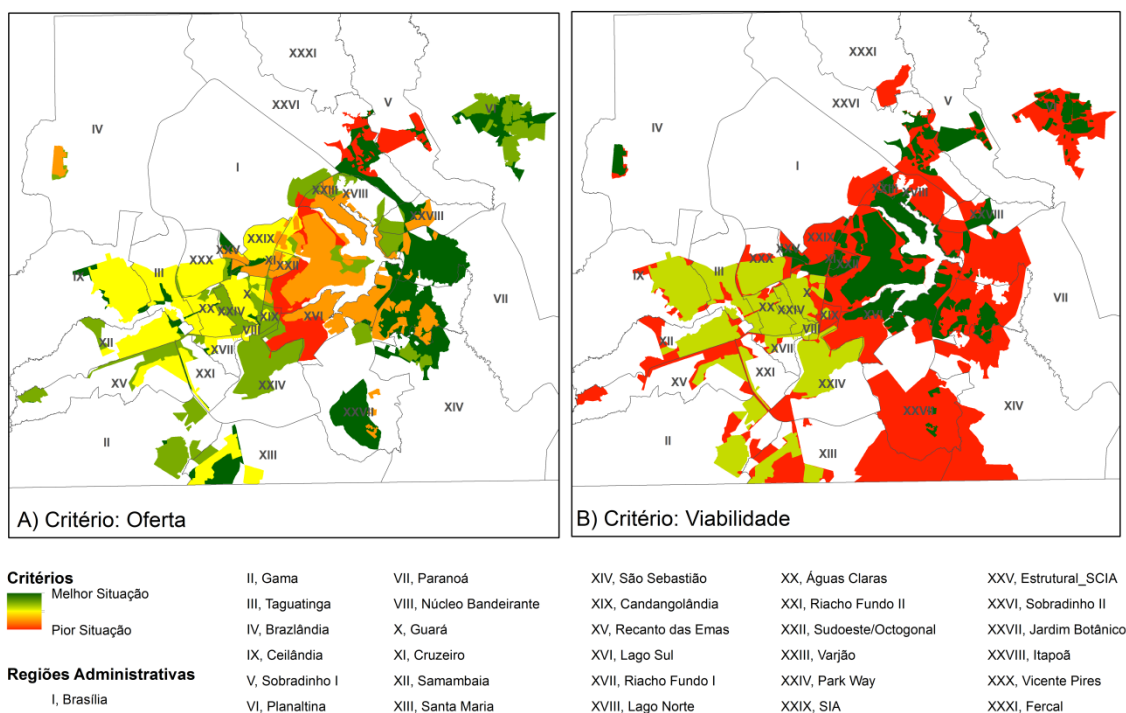 XXXI
XXVI
V
VI
IV
I
XXIII
XVIII
XXVIII
XXIX
XXV
XI
XXX
XXII
IX
III
VII
X
XX
XXIV
XIX
XVI
VIII
XII
XVII
XXI
XV
XXIV
XXVII
XIV
II
XIII
A) Critério: Oferta
XXXI
XXVI
V
IV
I
XXIII
XVIII
XXVIII
XXIX
XXV
XI
XXX
XXII
IX
III
VII
X
XX
XXIV
XIX
XVI
VIII
XII
XVII
XXI
XV
XXIV
XXVII
XIV
II
XIII
B) Critério: Viabilidade
Critérios
Melhor Situação
Pior Situação
Regiões Administrativas
I, Brasília
II, Gama
III, Taguatinga
IV, Brazlândia
IX, Ceilândia
V, Sobradinho I
VI, Planaltina
VII, Paranoá
VIII, Núcleo Bandeirante
X, Guará
XI, Cruzeiro
XII, Samambaia
XIII, Santa Maria
XIV, São Sebastião
XIX, Candangolândia
XV, Recanto das Emas
XVI, Lago Sul
XVII, Riacho Fundo I
XVIII, Lago Norte
XX, Águas Claras
XXI, Riacho Fundo II
XXII, Sudoeste/Octogonal
XXIII, Varjão
XXIV, Park Way
XXIX, SIA
XXV, Estrutural_SCIA
XXVI, Sobradinho II
XXVII, Jardim Botânico
XXVIII, Itapoã
XXX, Vicente Pires
XXXI, Fercal